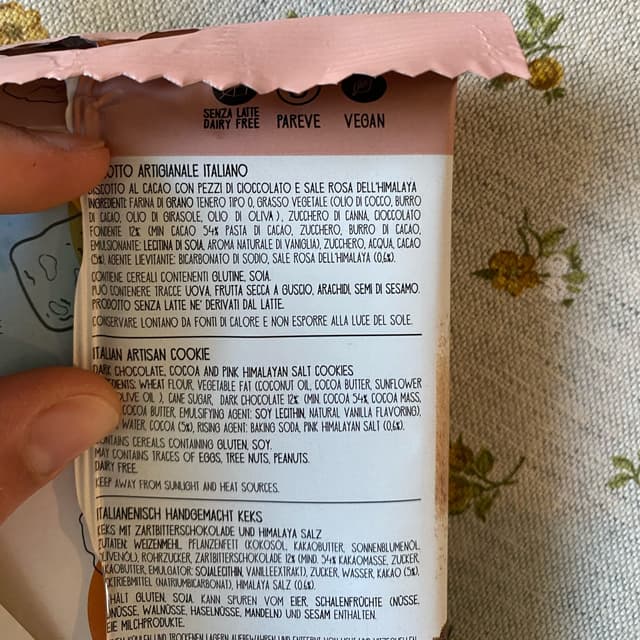 SENZA LATTE
DAIRY FREE PAREVE VEGAN
OTTO ARTIGIANALE ITALIANO
BISCOTTO AL CACAO CON PEZZI DI CIOCCOLATO E SALE ROSA DELL'HIMALAYA
INGREDIENTI: FARINA DI GRANO TENERO TIPO 0, GRASSO VEGETALE (OLIO DI COCCO, BURRO
DI CACAO, OLIO DI GIRASOLE, OLIO DI OLIVA), ZUCCHERO DI CANNA, CIOCCOLATO
FONDENTE 12% (MIN CACAO 54% PASTA DI CACAO, ZUCCHERO, BURRO DI CACAO,
EMULSIONANTE: LECITINA DI SOIA, AROMA NATURALE DI VANIGLIA), ZUCCHERO, ACQUA, CACAO
(5%), AGENTE LIEVITANTE: BICARBONATO DI SODIO, SALE ROSA DELL'HIMALAYA (0,6%).
CONTIENE CEREALI CONTENENTI GLUTINE, SOIA.
PUÒ CONTENERE TRACCE UOVA, FRUTTA SECCA A GUSCIO, ARACHIDI, SEMI DI SESAMO.
PRODOTTO SENZA LATTE NE' DERIVATI DAL LATTE.
CONSERVARE LONTANO DA FONTI DI CALORE E NON ESPORRE ALLA LUCE DEL SOLE.
ITALIAN ARTISAN COOKIE
DARK CHOCOLATE, COCOA AND PINK HIMALAYAN SALT COOKIES
EDIENTS: WHEAT FLOUR, VEGETABLE FAT (COCONUT OIL, COCOA BUTTER, SUNFLOWER
OLIVE OIL ), CANE SUGAR, DARK CHOCOLATE 12% (MIN. COCOA 54%, COCOA MASS,
COCOA BUTTER, EMULSIFYING AGENT: SOY LECITHIN, NATURAL VANILLA FLAVORING),
WATER, COCOA (5%), RISING AGENT: BAKING SODA, PINK HIMALAYAN SALT (0,6%).
CONTAINS CEREALS CONTAINING GLUTEN, SOY.
MAY CONTAINS TRACES OF EGGS, TREE NUTS, PEANUTS.
DAIRY FREE.
KEEP AWAY FROM SUNLIGHT AND HEAT SOURCES.
ITALIANENISCH HANDGEMACHT KEKS
KEKS MIT ZARTBITTERSCHOKOLADE UND HIMALAYA SALZ
ZUTATEN: WEIZENMEHL, PFLANZENFETT (KOKOSÖL, KAKAOBUTTER, SONNENBLUMENÖL,
OLIVENÖL), ROHRZUCKER, ZARTBITTERSCHOKOLADE 12% (MIND. 54% KAKAOMASSE, ZUCKER,
KAOBUTTER, EMULGATOR: SOJALECITHIN, VANILLEEXTRAKT), ZUCKER, WASSER, KAKAO (5%),
CKTRIEBMITTEL (NATRIUMBICARBONAT), HIMALAYA SALZ (0,6%).
HÄLT GLUTEN, SOJA. KANN SPUREN VOM EIER, SCHALENFRÜCHTE (NÜSSE,
NÜSSE, WALNÜSSE, HASELNÜSSE, MANDELN) UND SESAM ENTHALTEN.
EIE MILCHPRODUKTE.